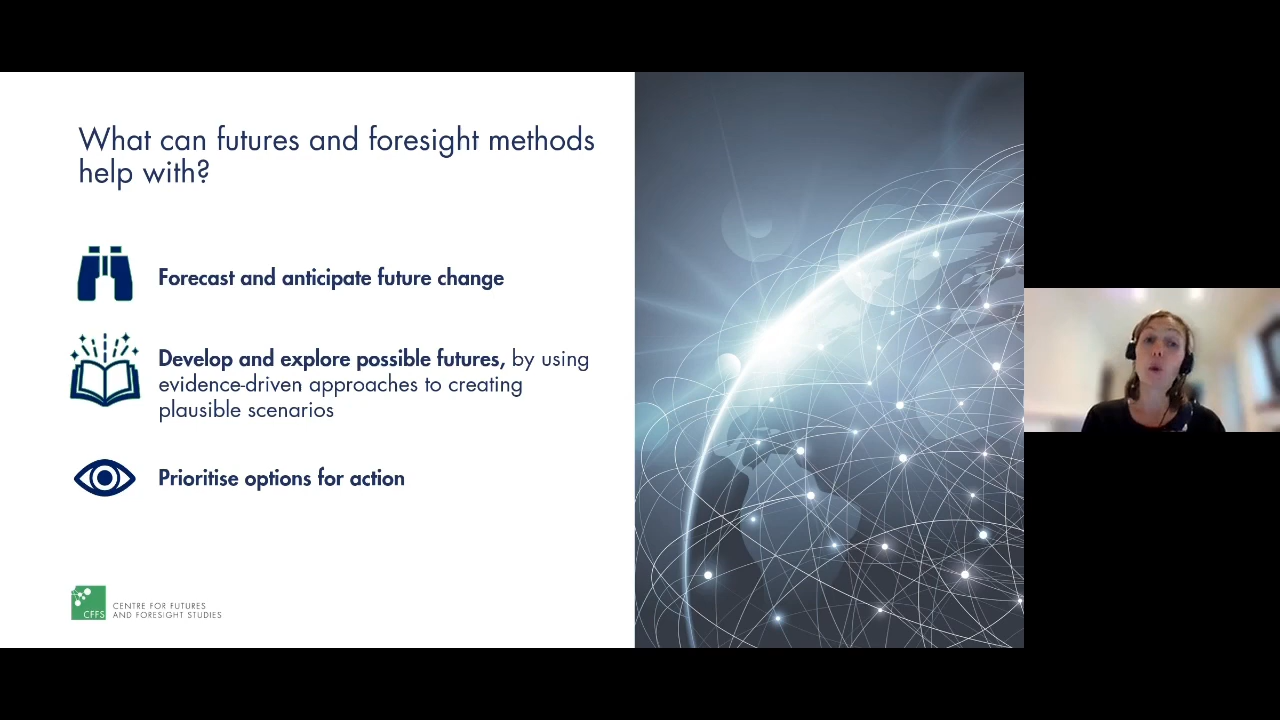 What can futures and foresight methods
help with?
Forecast and anticipate future change
Develop and explore possible futures, by using
evidence-driven approaches to creating
plausible scenarios
Prioritise options for action
CFFS
CENTRE FOR FUTURES
AND FORESIGHT STUDIES